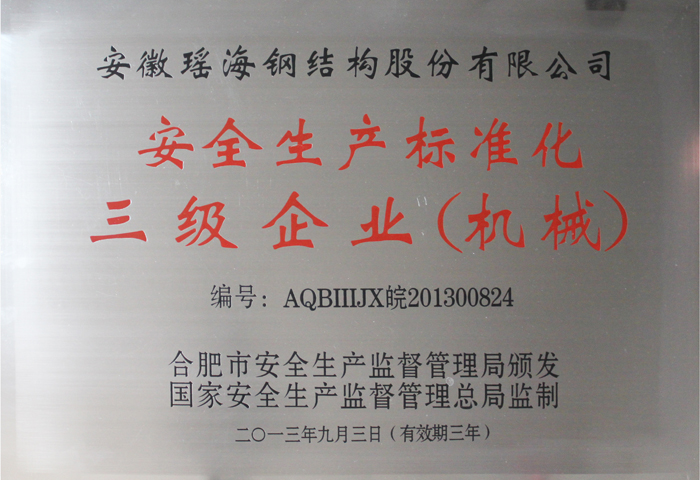 安徽瑶海钢结构股份有限公司
安全生产标准化
三级企业(机械)
编号：AQBIIIJX皖201300824
合肥市安全生产监督管理局颁发
国家安全生产监督管理总局监制
二〇一三年九月三日(有效期三年)